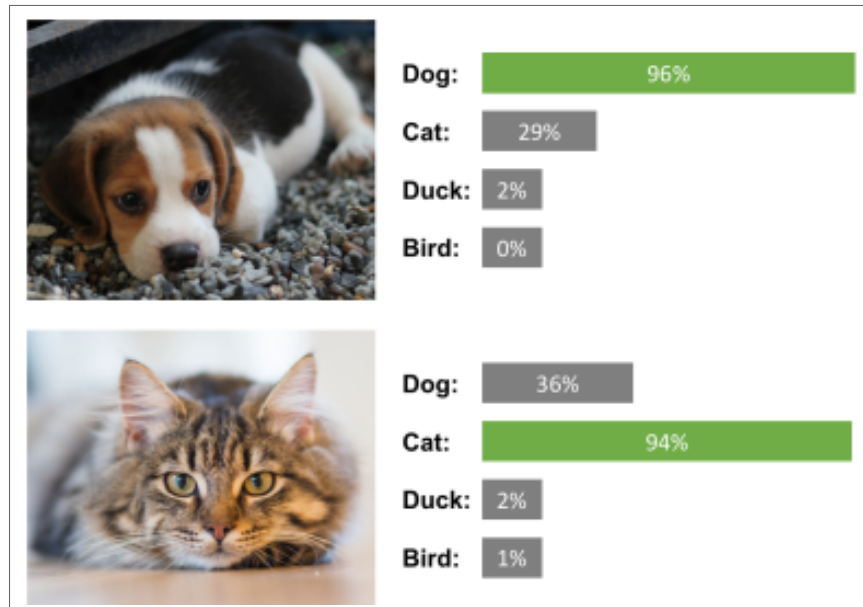 Dog: 96%
Cat: 29%
Duck: 2%
Bird: 0%
Dog: 36%
Cat: 94%
Duck: 2%
Bird: 1%